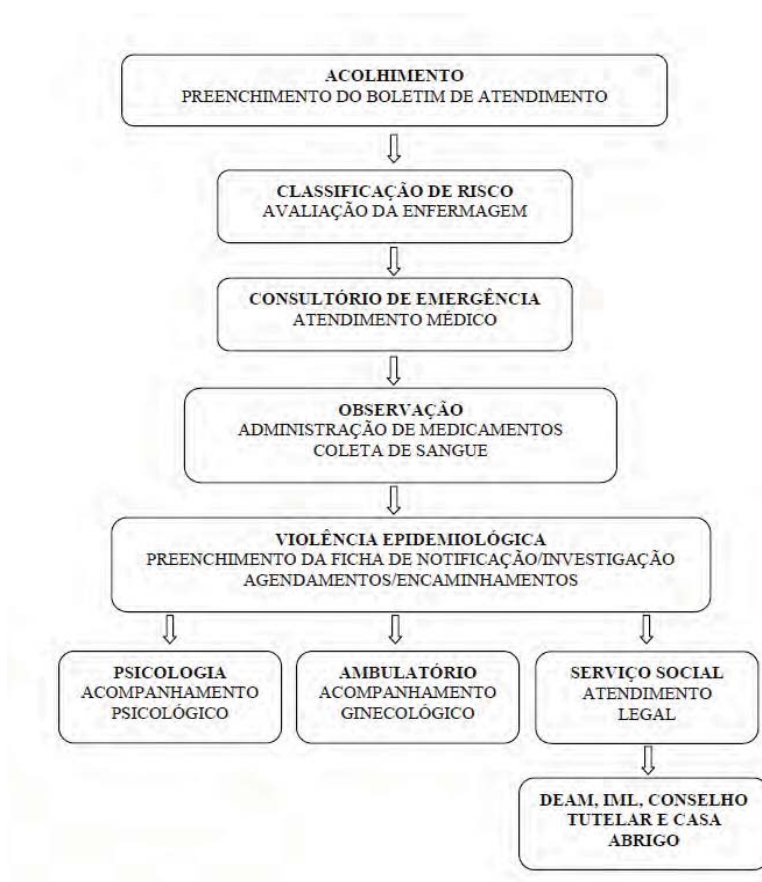 ACOLHIMENTO
PREENCHIMENTO DO BOLETIM DE ATENDIMENTO
CLASSIFICAÇÃO DE RISCO
AVALIAÇÃO DA ENFERMAGEM
CONSULTÓRIO DE EMERGÊNCIA
ATENDIMENTO MÉDICO
OBSERVAÇÃO
ADMINISTRAÇÃO DE MEDICAMENTOS
COLETA DE SANGUE
VIOLÊNCIA EPIDEMIOLÓGICA
PREENCHIMENTO DA FICHA DE NOTIFICAÇÃO/INVESTIGAÇÃO
AGENDAMENTOS/ENCAMINHAMENTOS
PSICOLOGIA
ACOMPANHAMENTO
PSICOLÓGICO
AMBULATÓRIO
ACOMPANHAMENTO
GINECOLÓGICO
SERVIÇO SOCIAL
ATENDIMENTO
LEGAL
DEAM, IML, CONSELHO
TUTELAR E CASA
ABRIGO